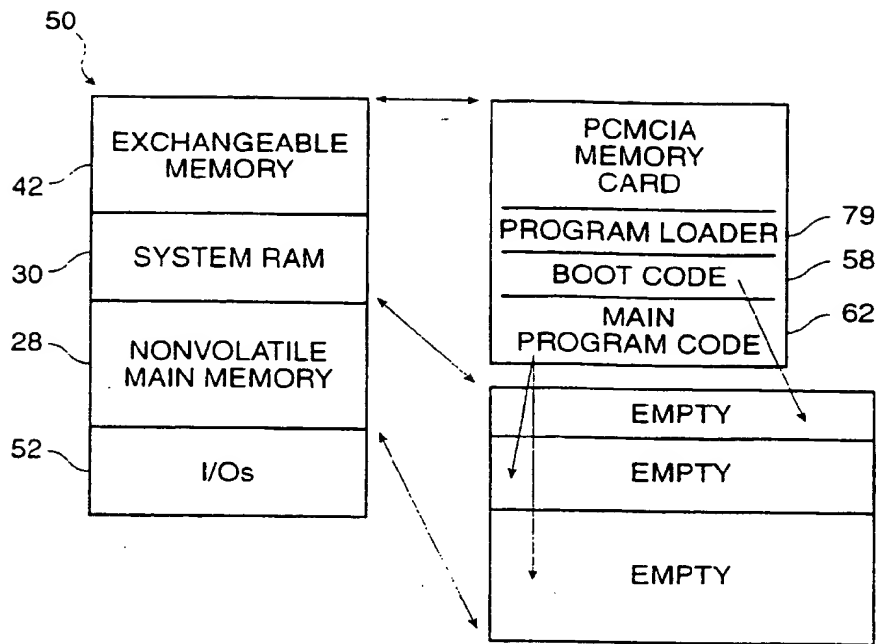 50
EXCHANGEABLE
MEMORY
42
SYSTEM RAM
30
NONVOLATILE
MAIN MEMORY
28
I/Os
52
PCMCIA
MEMORY
CARD
PROGRAM LOADER
79
BOOT CODE
58
MAIN
PROGRAM CODE
62
EMPTY
EMPTY
EMPTY